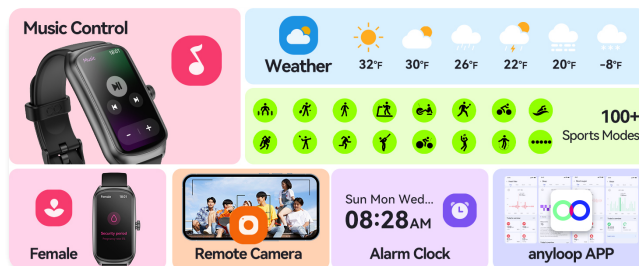 Music Control
Music
Weather
32°F
30°F
26°F
22°F
20°F
-8°F
100+
Sports Modes
Female
Remote Camera
Sun Mon Wed...
08:28AM
Alarm Clock
anyloop APP